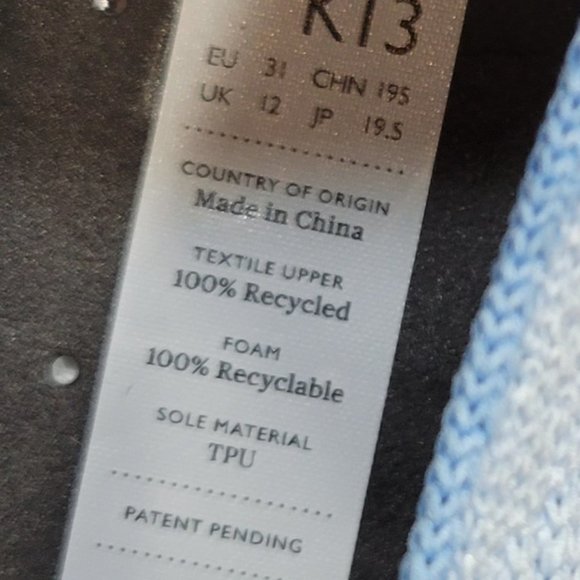 K13
EU 31 CHN 195
UK 12 JP 19.5
COUNTRY OF ORIGIN
Made in China
TEXTILE UPPER
100% Recycled
FOAM
100% Recyclable
SOLE MATERIAL
TPU
PATENT PENDING